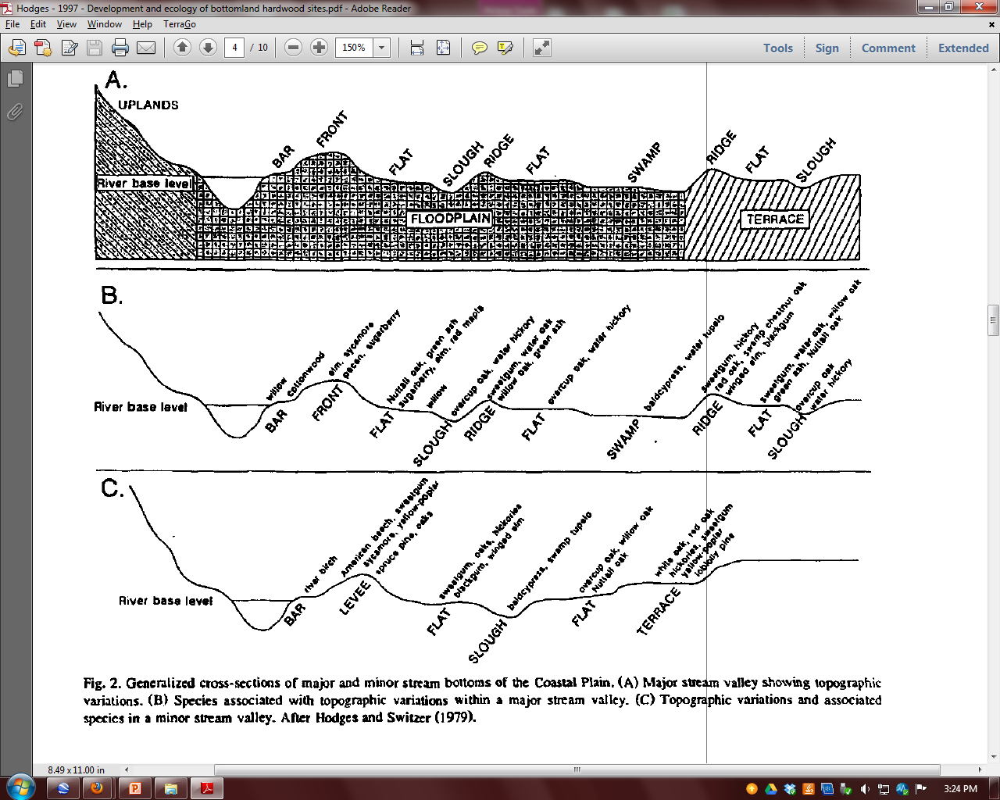 Hodges - 1997 - Development and ecology of bottomland hardwood sites.pdf - Adobe Reader
File Edit View Window Help TerraGo
4 / 10 150% Tools Sign Comment Extended
A.
UPLANDS
River base level
BAR
FRONT
FLAT
SLOUGH
RIDGE
FLAT
SWAMP
RIDGE
FLAT
SLOUGH
FLOODPLAIN
TERRACE
B.
River base level
willow
cottonwood
elm, sycamore
pecan, sugarberry
Nuttall oak, green ash
sugarberry, elm, red maple
willow
overcup oak, water hickory
sweetgum, water oak
willow oak, green ash
overcup oak, water hickory
baldcypress, water tupelo
sweetgum, hickory
red oak, swamp chestnut oak
winged elm, blackgum
sweetgum, water oak, willow oak
green ash, Nuttall oak
overcup oak
water hickory
BAR
FRONT
FLAT
SLOUGH
RIDGE
FLAT
SWAMP
RIDGE
FLAT
SLOUGH
C.
River base level
river birch
American beech, sweetgum
sycamore, yellow-poplar
spruce pine, oaks
sweetgum, oaks, hickories
blackgum, winged elm
baldcypress, swamp tupelo
overcup oak, willow oak
Nuttall oak
white oak, red oak
hickories, sweetgum
yellow-poplar
loblolly pine
BAR
LEVEE
FLAT
SLOUGH
FLAT
TERRACE
Fig. 2. Generalized cross-sections of major and minor stream bottoms of the Coastal Plain. (A) Major stream valley showing topographic
variations. (B) Species associated with topographic variations within a major stream valley. (C) Topographic variations and associated
species in a minor stream valley. After Hodges and Switzer (1979).
8.49 x 11.00 in
3:24 PM